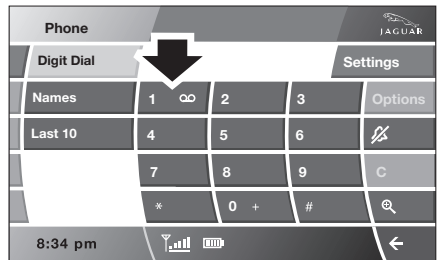 Phone
JAGUAR
Digit Dial
Settings
Names 1 2 3 Options
Last 10 4 5 6
7 8 9 C
* 0 + #
8:34 pm